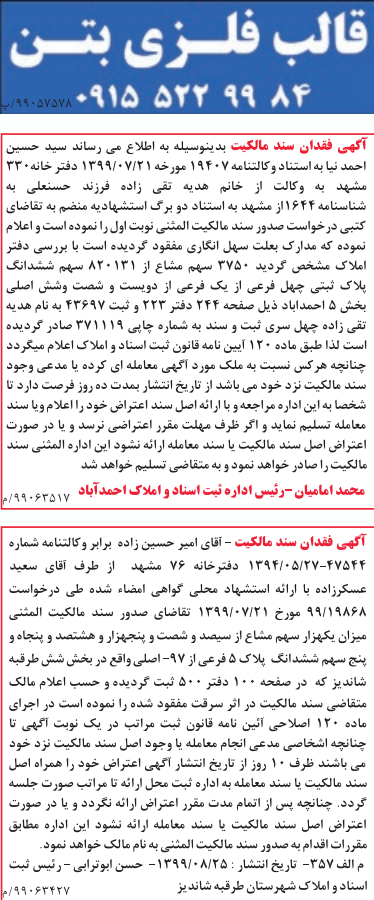 قالب فلزی بتن
۰۹۱۵ ۵۲۲ ۹۹ ۸۴
۹۹۰۵۷۵۷۸/پ
آگهی فقدان سند مالکیت بدینوسیله به اطلاع می رساند سید حسین
احمد نیا به استناد وکالتنامه ۱۹۴۰۷ مورخه ۱۳۹۹/۰۷/۲۱ دفتر خانه۳۳۰
مشهد به وکالت از خانم هدیه تقی زاده فرزند حسنعلی به
شناسنامه ۱۶۴۴از مشهد به استناد دو برگ استشهادیه منضم به تقاضای
کتبی درخواست صدور سند مالکیت المثنی نوبت اول را نموده است و اعلام
نموده که مدارک بعلت سهل انگاری مفقود گردیده است با بررسی دفتر
املاک مشخص گردید ۳۷۵۰ سهم مشاع از ۸۲۰۱۳۱ سهم ششدانگ
پلاک ثبتی چهل فرعی از یک فرعی از دویست و شصت وشش اصلی
بخش ۵ احمداباد ذیل صفحه ۲۴۴ دفتر ۲۲۳ و ثبت ۴۳۶۹۷ به نام هدیه
تقی زاده چهل سری ثبت و سند به شماره چاپی ۳۷۱۱۱۹ صادر گردیده
است لذا طبق ماده ۱۲۰ آیین نامه قانون ثبت اسناد و املاک اعلام میگردد
چنانچه هرکس نسبت به ملک مورد آگهی معامله ای کرده یا مدعی وجود
سند مالکیت نزد خود می باشد از تاریخ انتشار بمدت ده روز فرصت دارد تا
شخصا به این اداره مراجعه و با ارائه اصل سند اعتراض خود را اعلام ویا سند
معامله تسلیم نماید و اگر ظرف مهلت مقرر اعتراضی نرسد و یا در صورت
اعتراض اصل سند مالکیت یا سند معامله ارائه نشود این اداره المثنی سند
مالکیت را صادر خواهد نمود و به متقاضی تسلیم خواهد شد
محمد امامیان -رئیس اداره ثبت اسناد و املاک احمدآباد
۹۹۰۶۳۵۱۷/م
آگهی فقدان سند مالکیت - آقای امیر حسین زاده برابر وکالتنامه شماره
۴۷۵۴۴-۱۳۹۴/۰۵/۲۷ دفترخانه ۷۶ مشهد از طرف آقای سعید
عسکرزاده با ارائه استشهاد محلی گواهی امضاء شده طی درخواست
۹۹/۱۹۸۶۸ مورخ ۱۳۹۹/۰۷/۲۱ تقاضای صدور سند مالکیت المثنی
میزان یکهزار سهم مشاع از سیصد و شصت و پنجهزار و هشتصد و پنجاه و
پنج سهم ششدانگ پلاک ۵ فرعی از ۹۷- اصلی واقع در بخش شش طرقبه
شاندیز که در صفحه ۱۰۰ دفتر ۵۰۰ ثبت گردیده و حسب اعلام مالک
متقاضی سند مالکیت در اثر سرقت مفقود شده را نموده است در اجرای
ماده ۱۲۰ اصلاحی آئین نامه قانون ثبت مراتب در یک نوبت آگهی تا
چنانچه اشخاصی مدعی انجام معامله یا وجود اصل سند مالکیت نزد خود
می باشند ظرف ۱۰ روز از تاریخ انتشار آگهی اعتراض خود را همراه اصل
سند مالکیت یا سند معامله به اداره ثبت محل ارائه تا مراتب صورت جلسه
گردد. چنانچه پس از اتمام مدت مقرر اعتراض ارائه نگردد و یا در صورت
اعتراض اصل سند مالکیت یا سند معامله ارائه نشود این اداره مطابق
مقررات اقدام به صدور سند مالکیت المثنی به نام مالک خواهد نمود.
م الف ۳۵۷- تاریخ انتشار : ۱۳۹۹/۰۸/۲۵- حسن ابوترابی - رئیس ثبت
اسناد و املاک شهرستان طرقبه شاندیز
۹۹۰۶۳۴۲۷/م